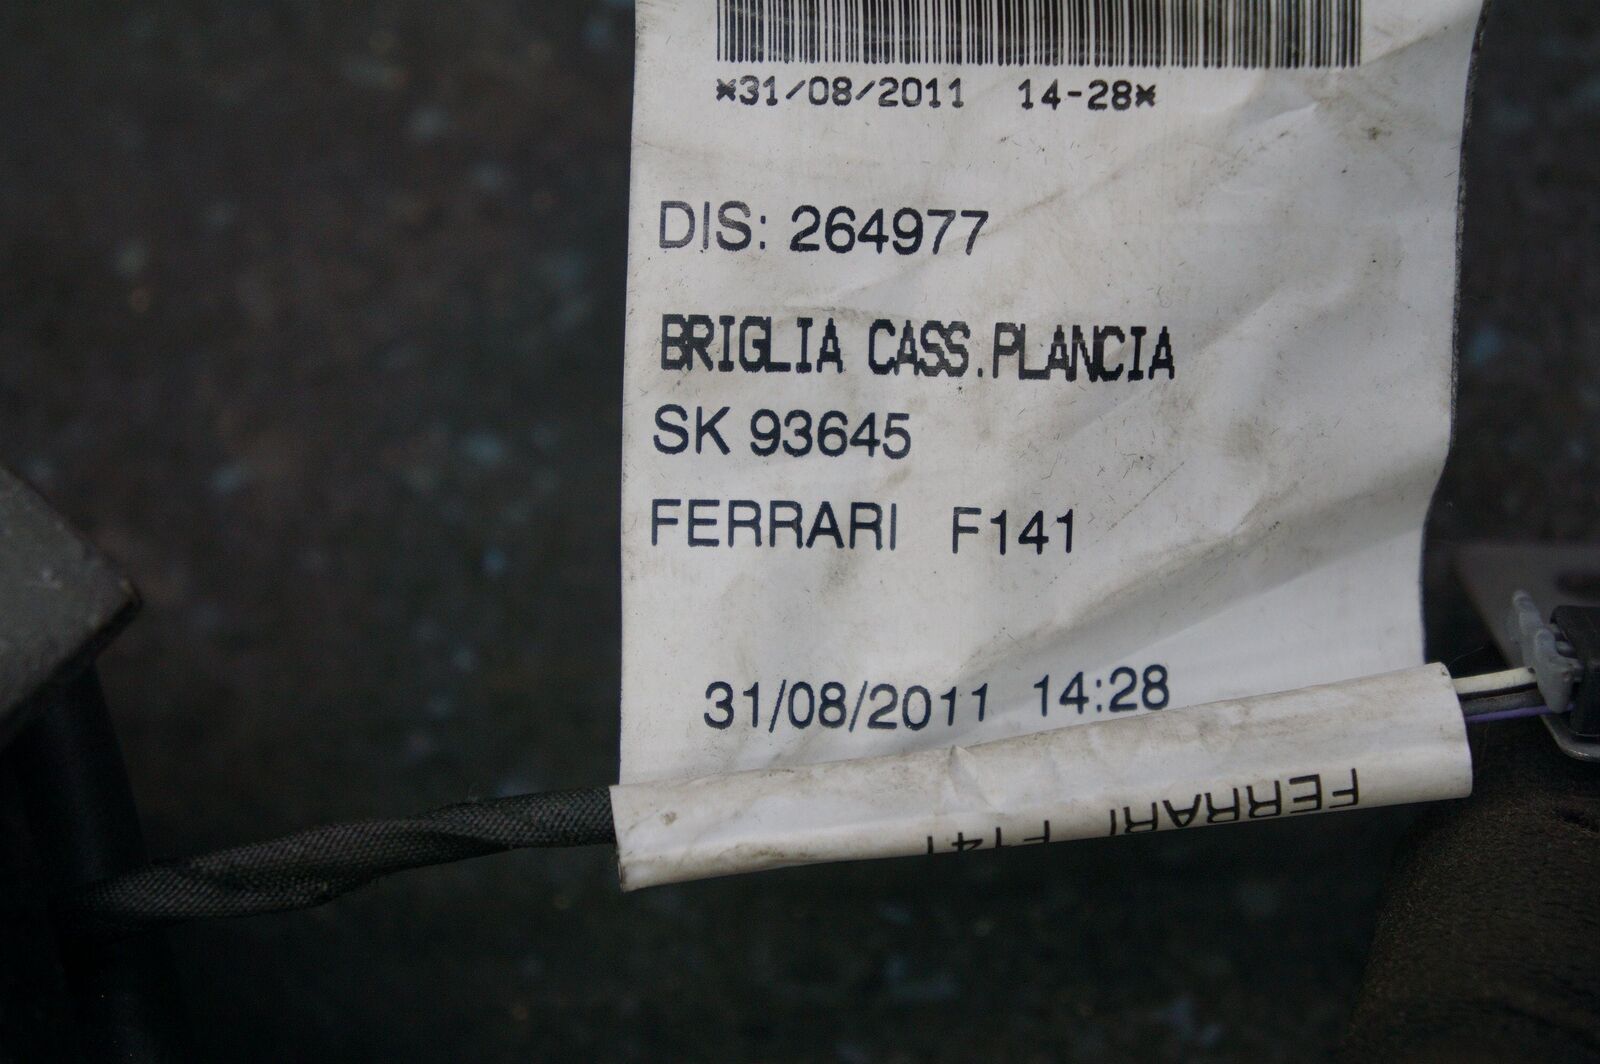 *31/08/2011 14-28*
DIS: 264977
BRIGLIA CASS.PLANCIA
SK 93645
FERRARI F141
31/08/2011 14:28
FERRARI F141